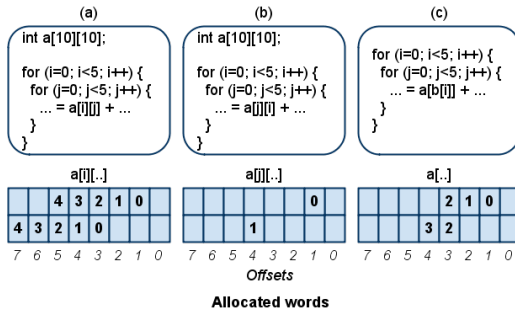 (a)
int a[10][10];
for (i=0; i<5; i++) {
for (j=0; j<5; j++) {
... = a[i][j] + ...
}
}
(b)
int a[10][10];
for (i=0; i<5; i++) {
for (j=0; j<5; j++) {
... = a[j][i] + ...
}
}
(c)
for (i=0; i<5; i++) {
for (j=0; j<5; j++) {
... = a[b[i]] + ...
}
}
a[i][..] a[j][..] a[..]
4 3 2 1 0 0 2 1 0
4 3 2 1 0 1 3 2
7 6 5 4 3 2 1 0 7 6 5 4 3 2 1 0 7 6 5 4 3 2 1 0
Offsets
Allocated words